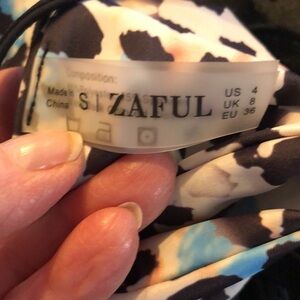 Composition:
Made in
China
S | ZAFUL
US 4
UK 8
EU 36